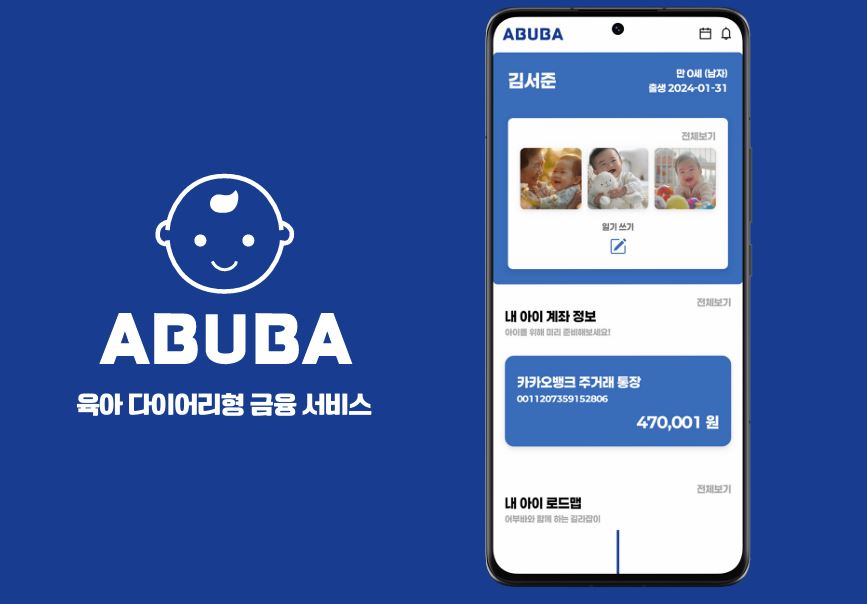 ABUBA
육아 다이어리형 금융 서비스
ABUBA
김서준
만 0세 (남자)
출생 2024-01-31
전체보기
일기 쓰기
전체보기
내 아이 계좌 정보
아이를 위해 미리 준비해보세요!
카카오뱅크 주거래 통장
0011207359152806
470,001 원
전체보기
내 아이 로드맵
어부바와 함께 하는 길라잡이